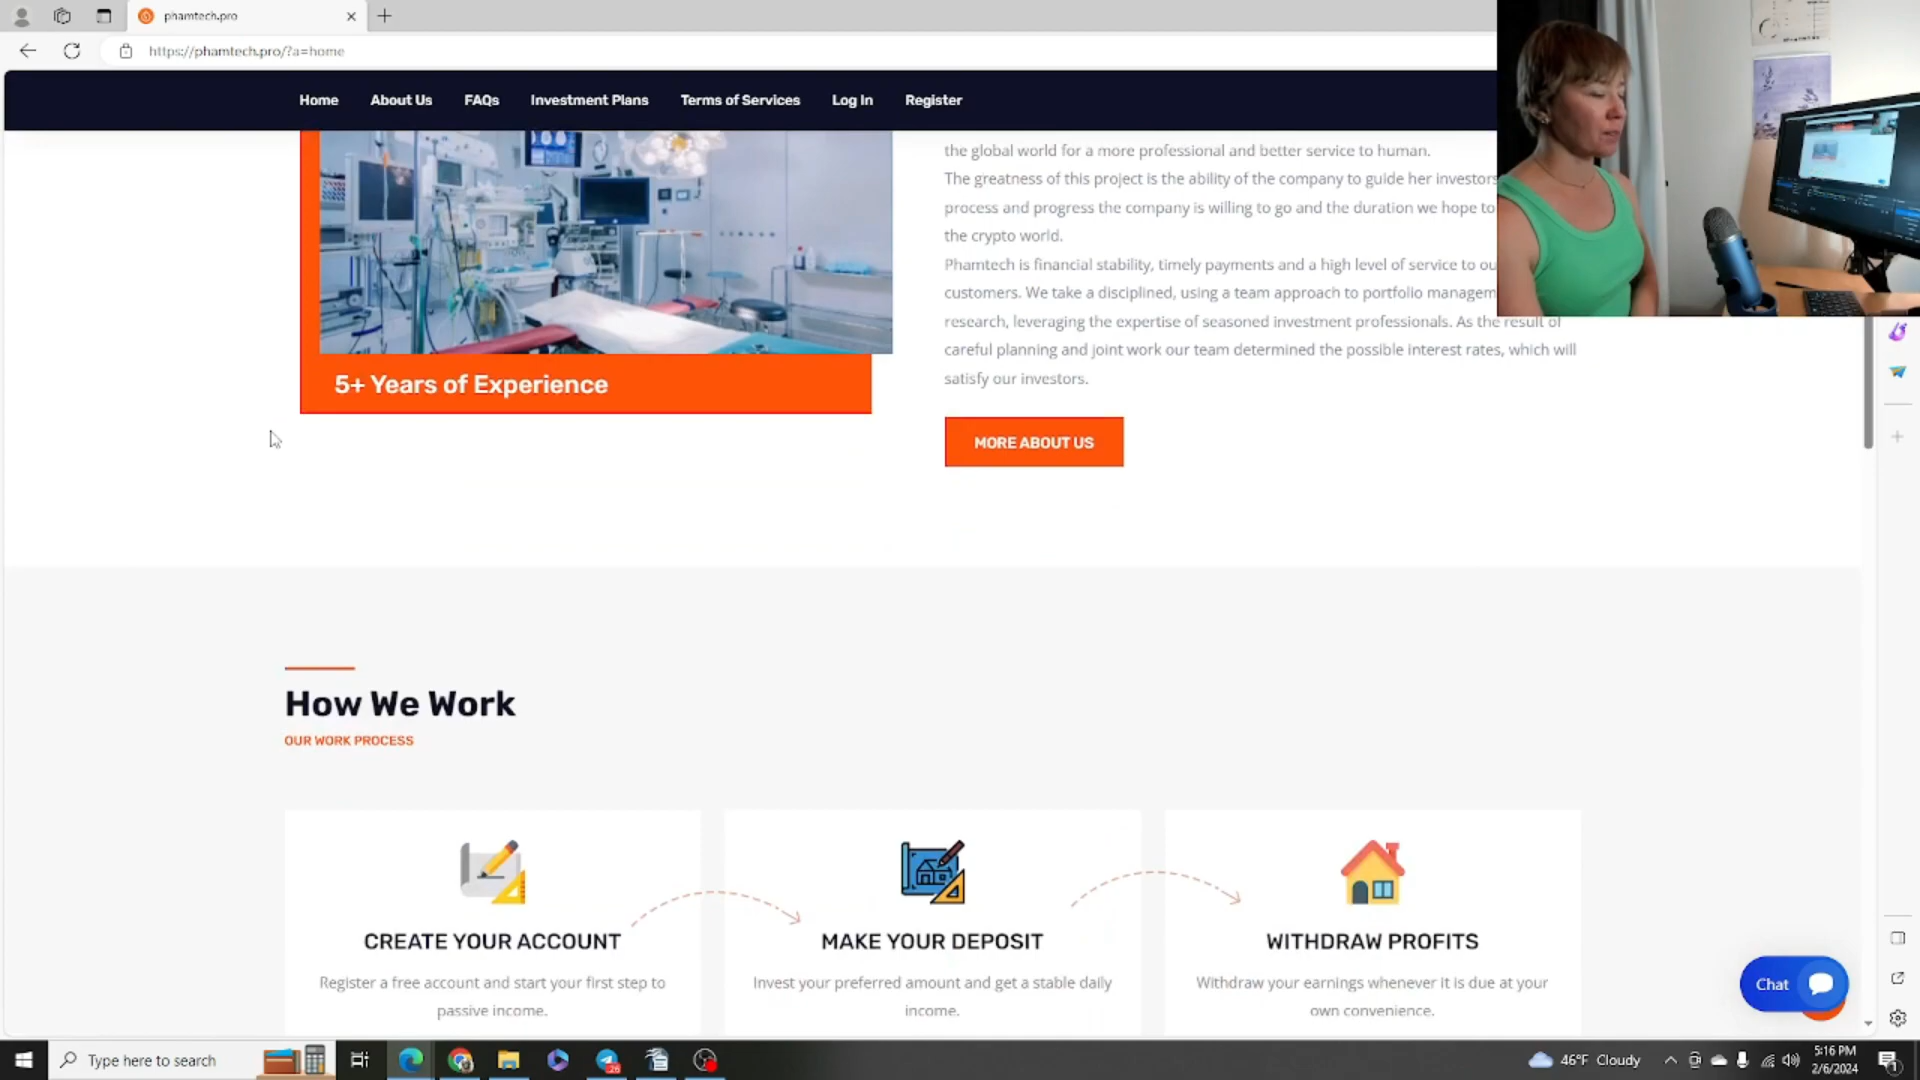 phamtech.pro
https://phamtech.pro/?a=home
Home About Us FAQs Investment Plans Terms of Services Log In Register
the global world for a more professional and better service to human.
The greatness of this project is the ability of the company to guide her investors
process and progress the company is willing to go and the duration we hope to
the crypto world.
Phamtech is financial stability, timely payments and a high level of service to ou
customers. We take a disciplined, using a team approach to portfolio managem
research, leveraging the expertise of seasoned investment professionals. As the result of
careful planning and joint work our team determined the possible interest rates, which will
satisfy our investors.
5+ Years of Experience
MORE ABOUT US
How We Work
OUR WORK PROCESS
CREATE YOUR ACCOUNT
Register a free account and start your first step to
passive income.
MAKE YOUR DEPOSIT
Invest your preferred amount and get a stable daily
income.
WITHDRAW PROFITS
Withdraw your earnings whenever it is due at your
own convenience.
Chat
Type here to search
46°F Cloudy
5:16 PM
2/6/2024